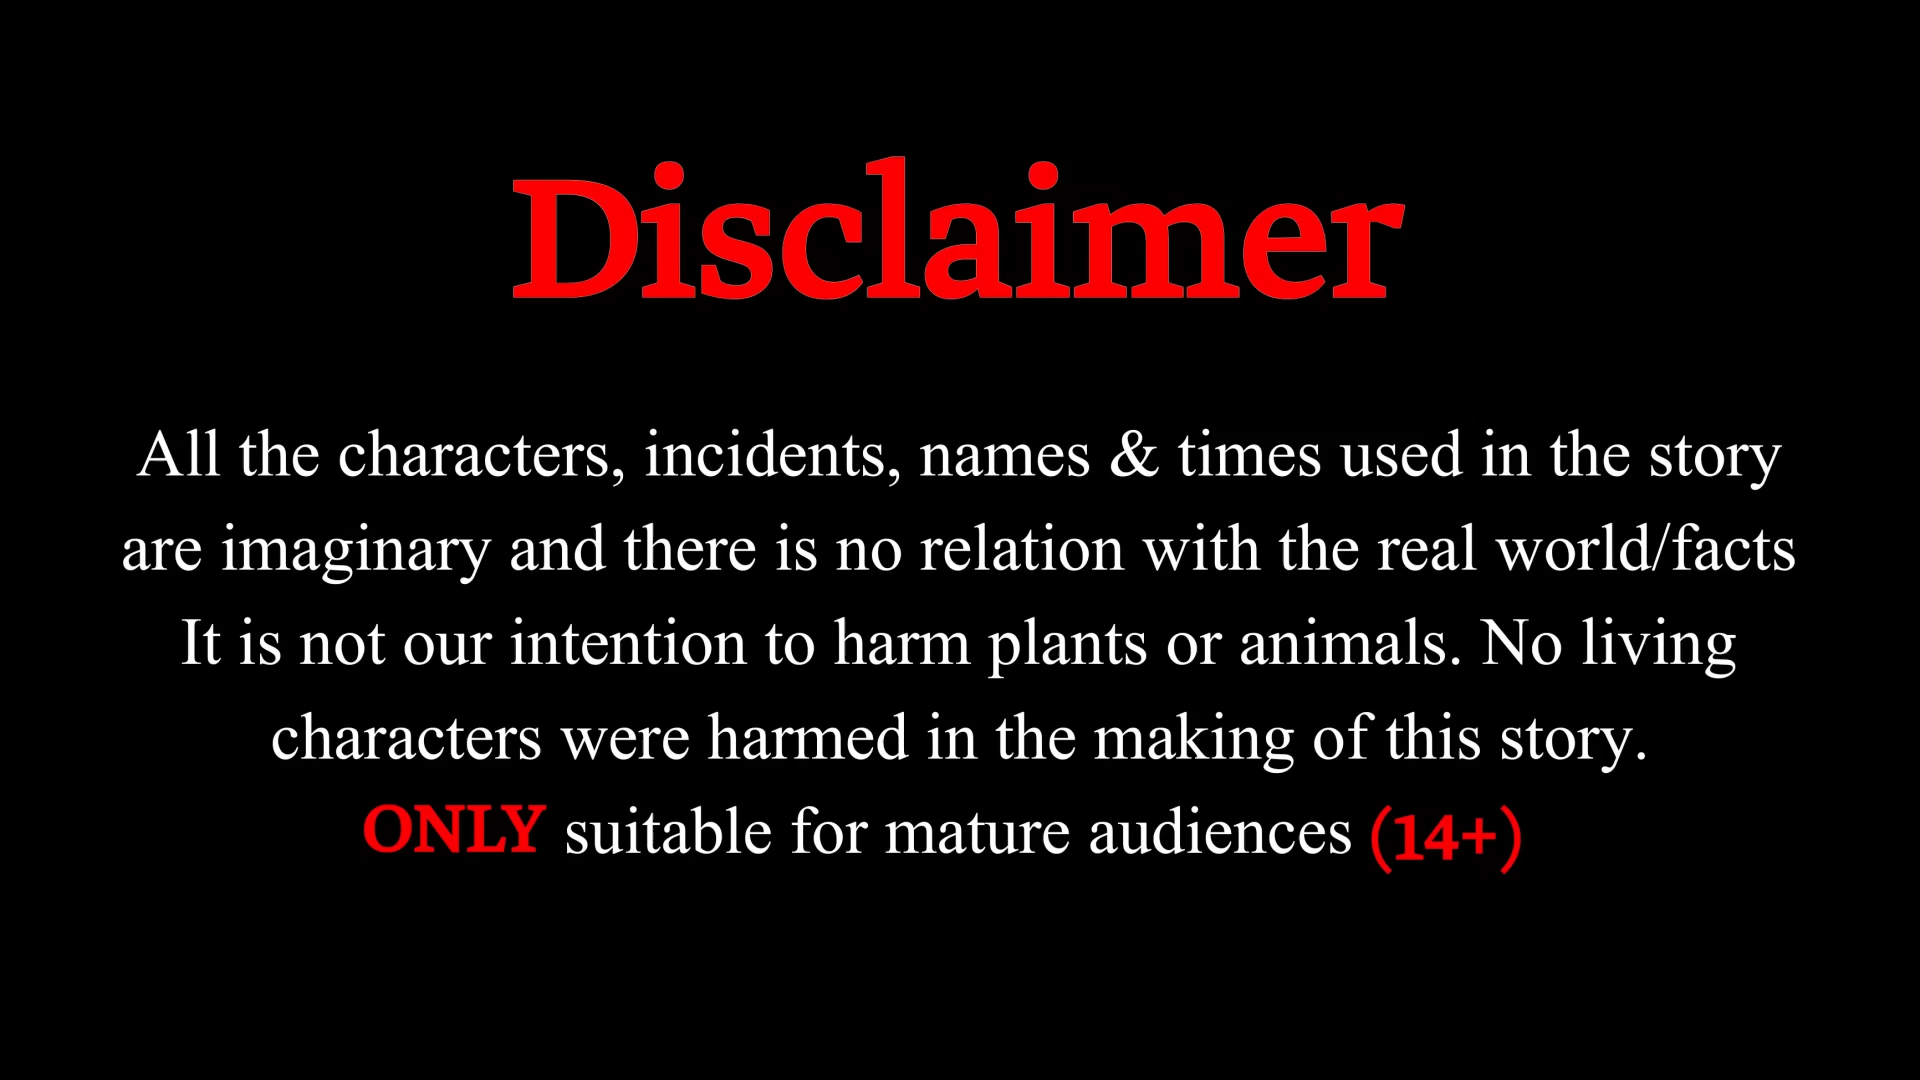 Disclaimer
All the characters, incidents, names & times used in the story
are imaginary and there is no relation with the real world/facts
It is not our intention to harm plants or animals. No living
characters were harmed in the making of this story.
ONLY suitable for mature audiences (14+)